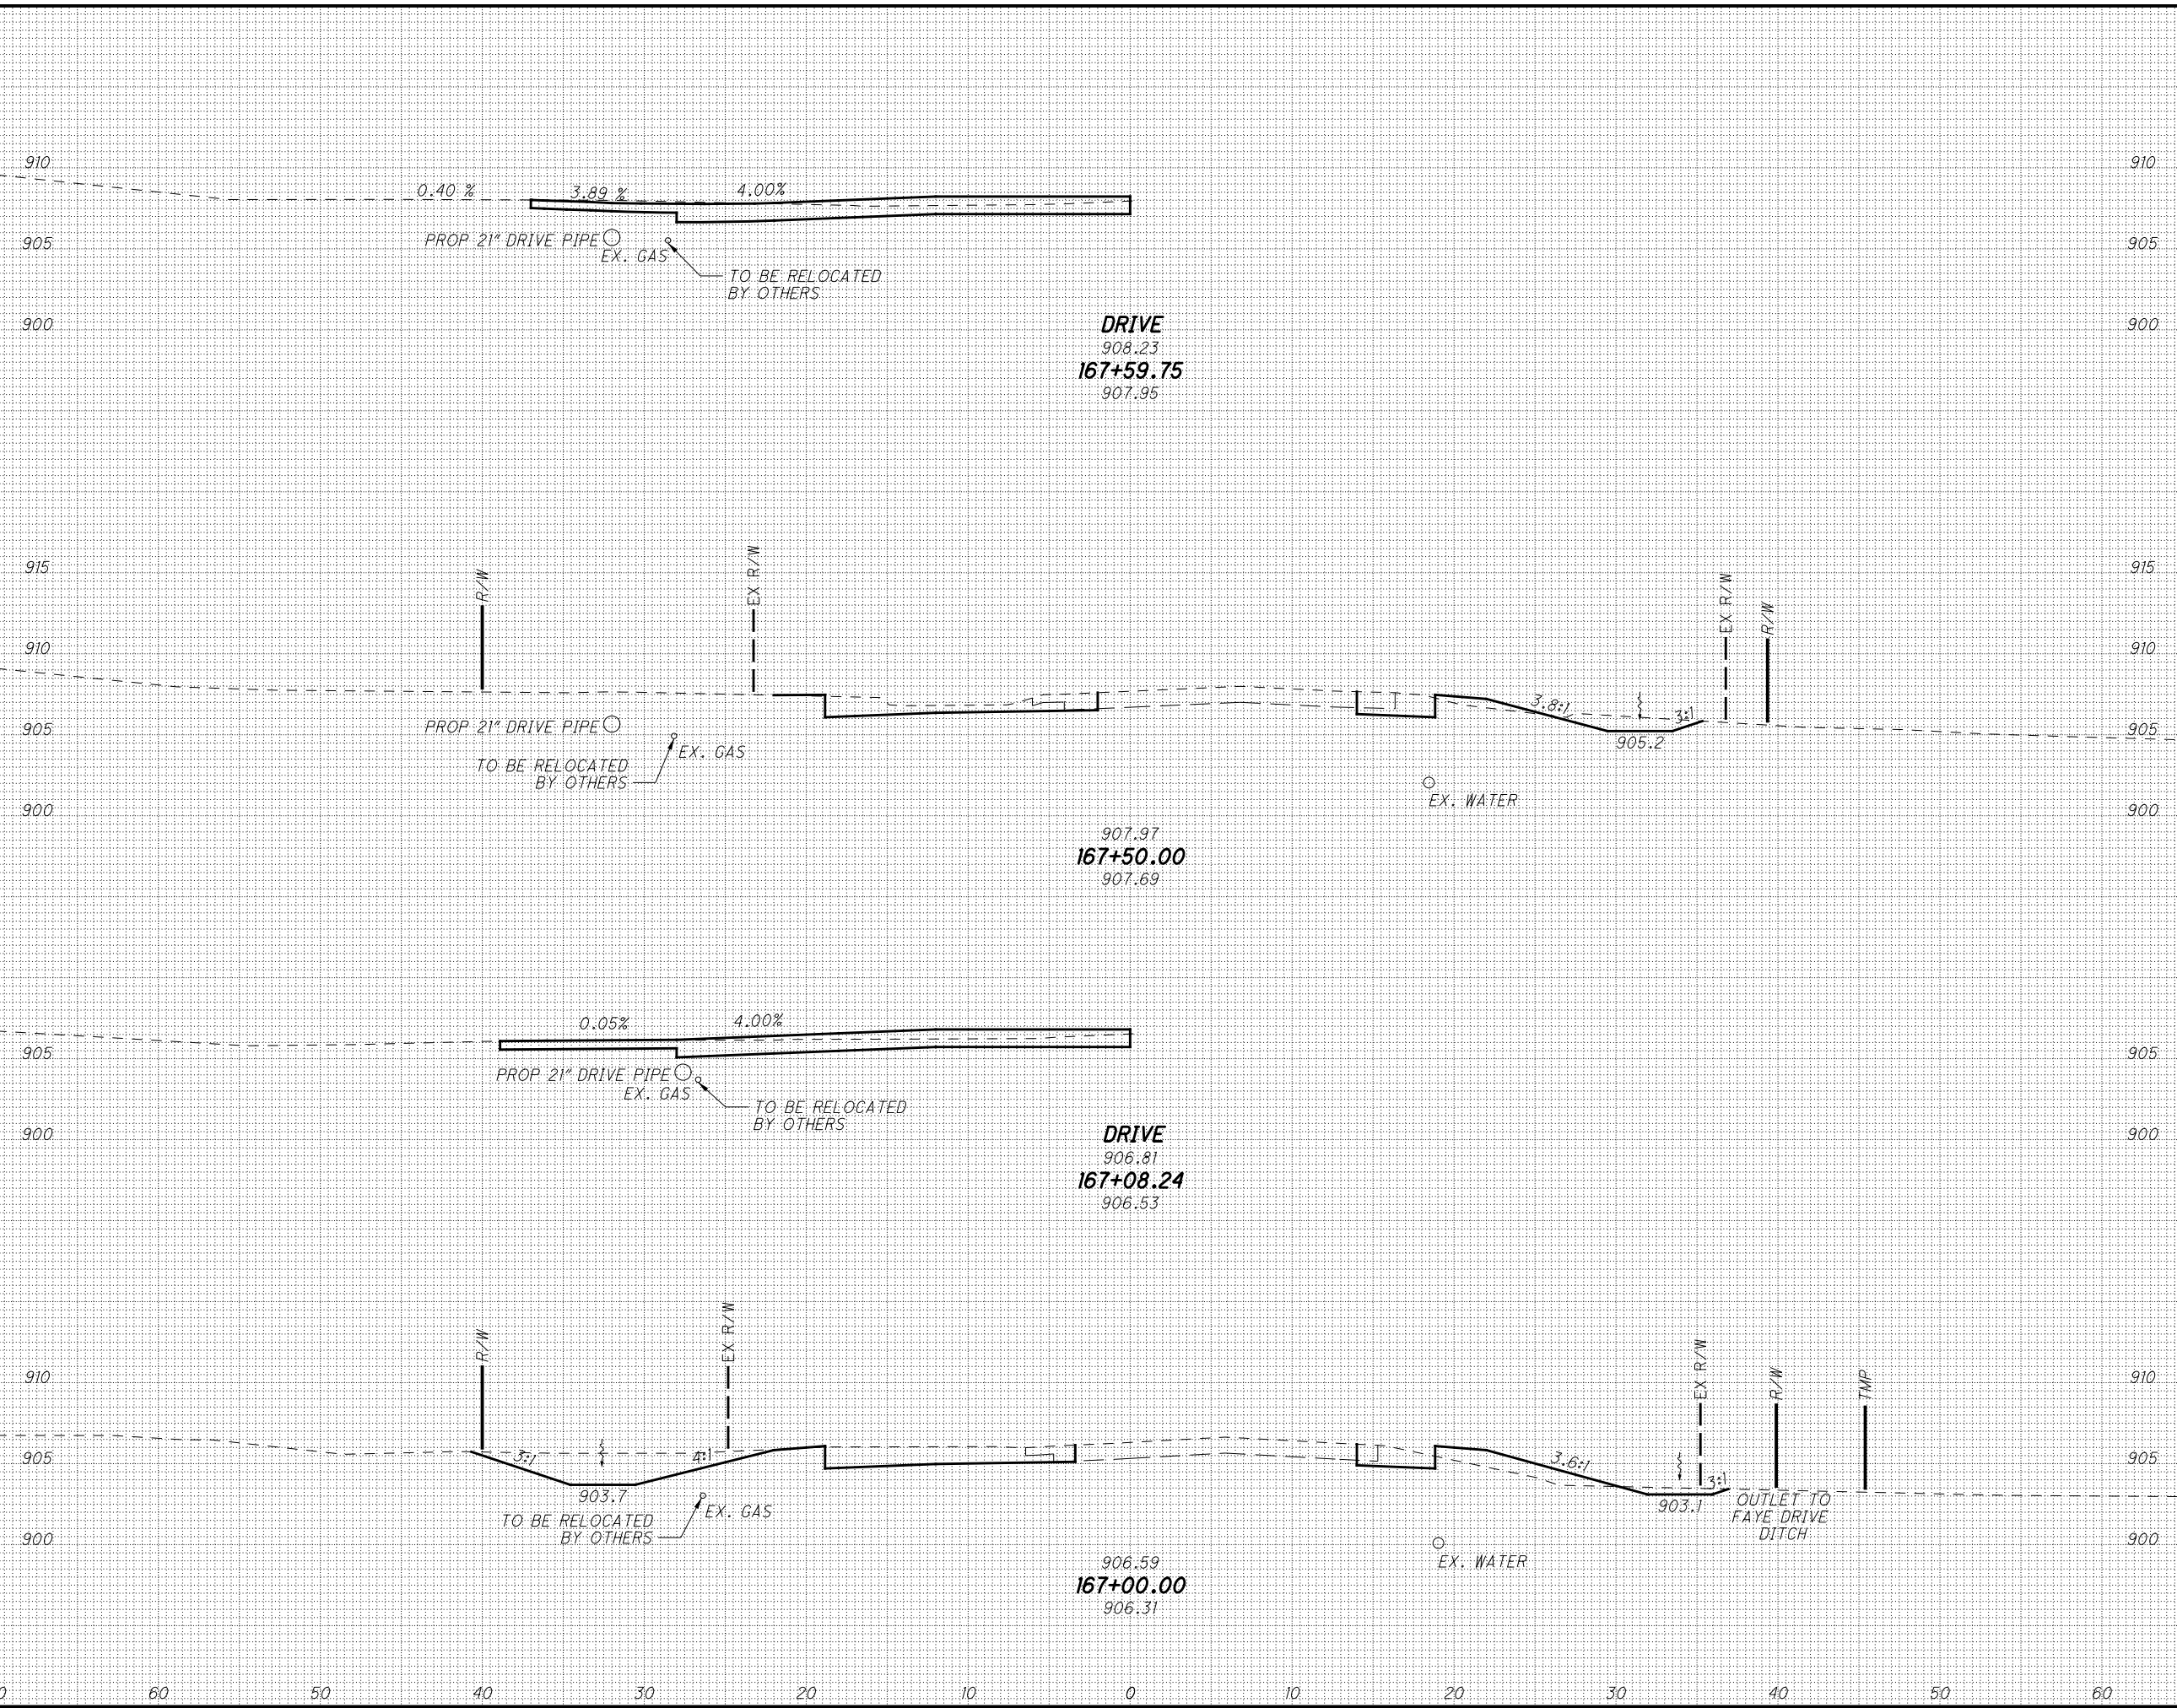 910 910
0.40 % 3.89 % 4.00%
905 PROP 21" DRIVE PIPE 905
EX. GAS
TO BE RELOCATED
BY OTHERS
900 DRIVE 900
908.23
167+59.75
907.95
915 R/W EX R/W EX R/W R/W 915
910 910
905 PROP 21" DRIVE PIPE 3.8:1 3:1 905
905.2
EX. GAS
TO BE RELOCATED
BY OTHERS
EX. WATER
900 900
907.97
167+50.00
907.69
0.05% 4.00%
905 905
PROP 21" DRIVE PIPE
EX. GAS
TO BE RELOCATED
BY OTHERS
900 DRIVE 900
906.81
167+08.24
906.53
R/W EX R/W EX R/W R/W TMP
910 910
905 3:1 4:1 3.6:1 3:1 905
903.7 903.1
OUTLET TO
FAYE DRIVE
DITCH
EX. GAS
TO BE RELOCATED
BY OTHERS
900 900
EX. WATER
906.59
167+00.00
906.31
0 60 50 40 30 20 10 0 10 20 30 40 50 60